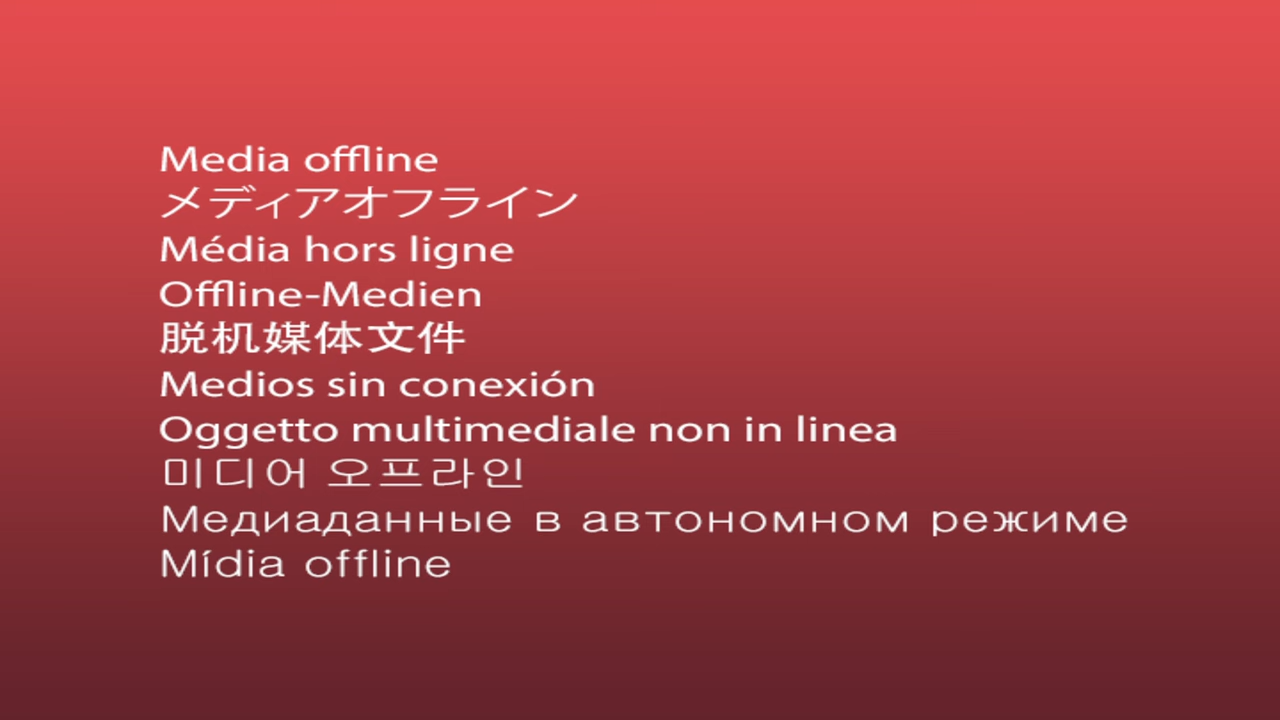 Media offline
メディアオフライン
Média hors ligne
Offline-Medien
脱机媒体文件
Medios sin conexión
Oggetto multimediale non in linea
미디어 오프라인
Медиаданные в автономном режиме
Mídia offline